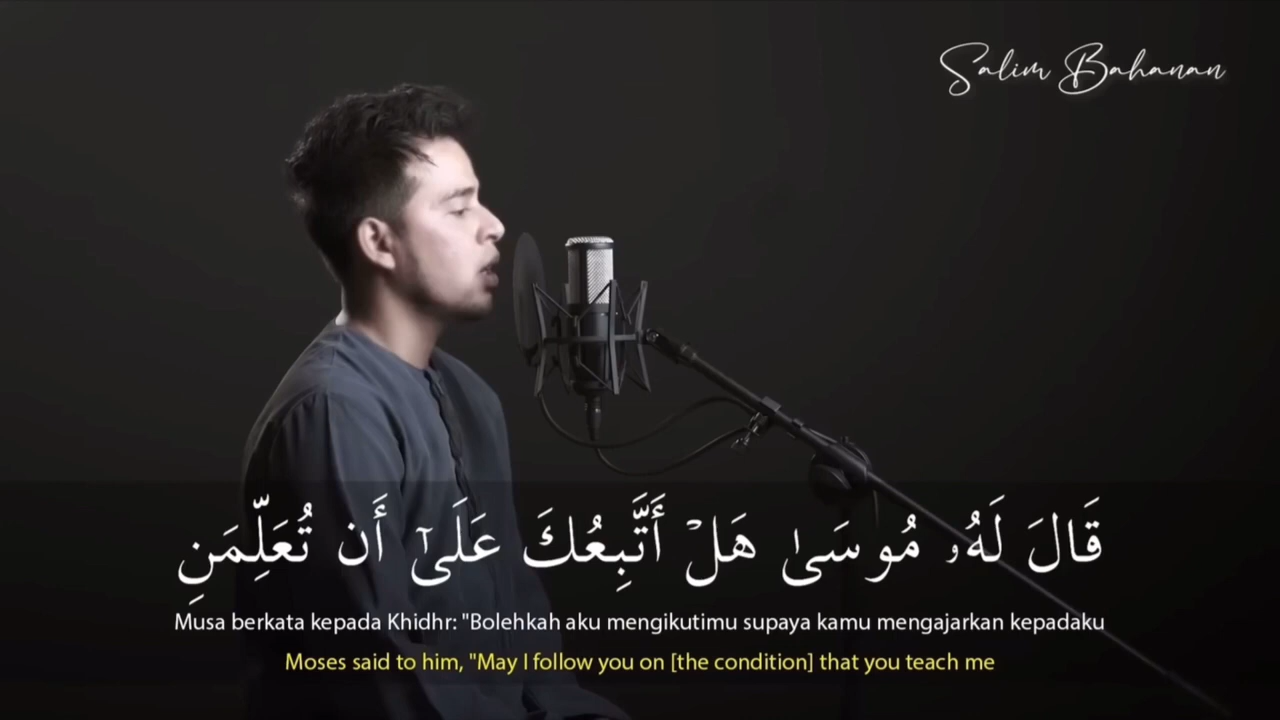 Salim Bahanan
قَالَ لَهُۥ مُوسَىٰ هَلْ أَتَّبِعُكَ عَلَىٰٓ أَن تُعَلِّمَنِ
Musa berkata kepada Khidhr: "Bolehkah aku mengikutimu supaya kamu mengajarkan kepadaku
Moses said to him, "May I follow you on [the condition] that you teach me